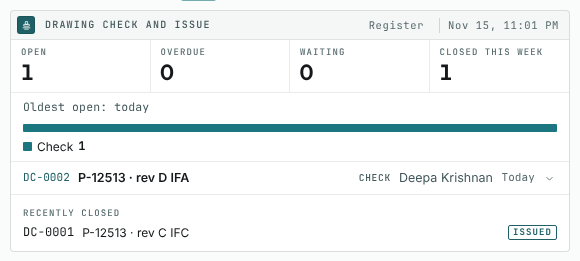 DRAWING CHECK AND ISSUE Register Nov 15, 11:01 PM
OPEN OVERDUE WAITING CLOSED THIS WEEK
1 0 0 1
Oldest open: today
Check 1
DC-0002 P-12513 · rev D IFA CHECK Deepa Krishnan Today
RECENTLY CLOSED
DC-0001 P-12513 · rev C IFC ISSUED